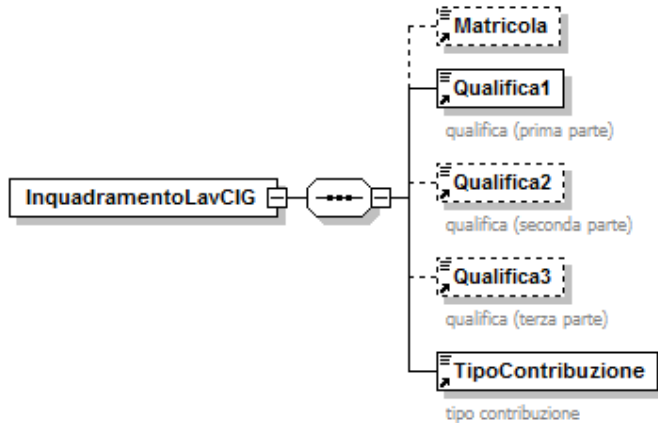 Matricola
Qualifica1
qualifica (prima parte)
InquadramentoLavCIG
Qualifica2
qualifica (seconda parte)
Qualifica3
qualifica (terza parte)
TipoContribuzione
tipo contribuzione